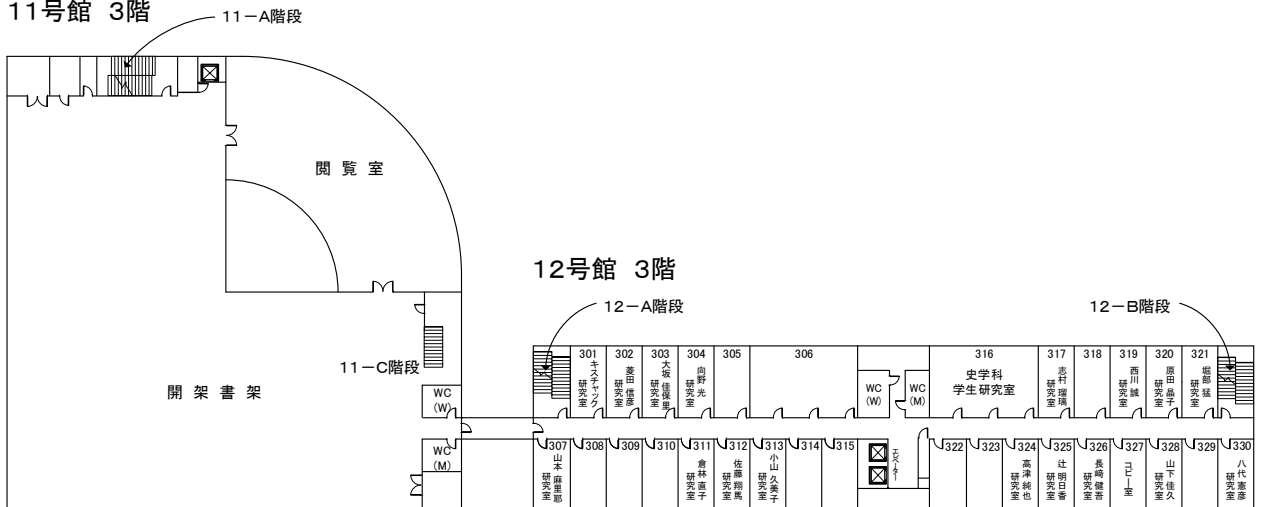 11号館 3階
11－A階段
閲覧室
12号館 3階
12－A階段
12－B階段
11－C階段
開架書架
WC
(W)
WC
(M)
301
キスチャック
研究室
302
菱田 信彦
研究室
303
大坂 佳保里
研究室
304
向野 光
研究室
305
306
WC
(W)
WC
(M)
316
史学科
学生研究室
317
志村 瑠璃
研究室
318
319
西川 誠
研究室
320
原田 晶子
研究室
321
堀部 猛
研究室
307
山本 麻里耶
研究室
308
309
310
311
倉林 直子
研究室
312
佐藤 翔馬
研究室
313
小山 久美子
研究室
314
315
エレベーター
322
323
324
高津 純也
研究室
325
辻 明日香
研究室
326
長﨑 健吾
研究室
327
コピー室
328
山下 佳久
研究室
329
330
八代 憲彦
研究室